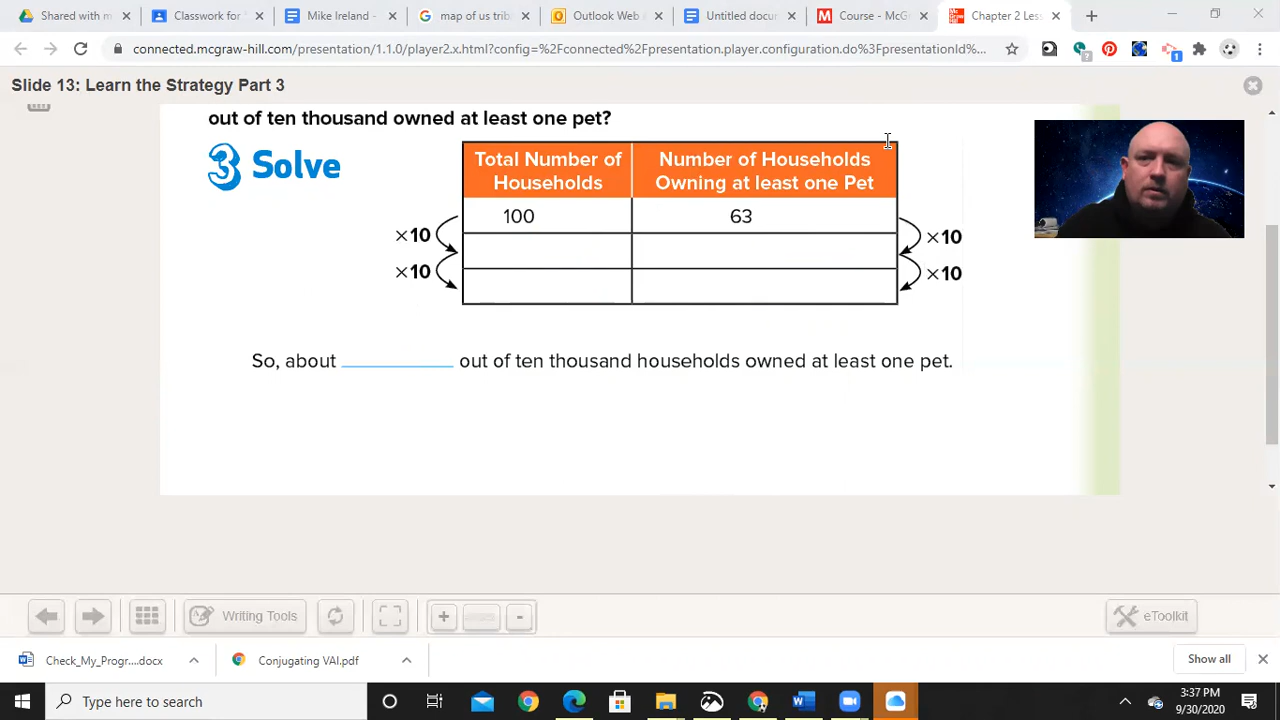 Shared with m
Classwork for
Mike Ireland -
map of us trib
Outlook Web A
Untitled docu
Course - McGr
Chapter 2 Less
connected.mcgraw-hill.com/presentation/1.1.0/player2.x.html?config=%2Fconnected%2Fpresentation.player.configuration.do%3FpresentationId%...
Slide 13: Learn the Strategy Part 3
out of ten thousand owned at least one pet?
3 Solve
Total Number of Households
Number of Households Owning at least one Pet
100
63
×10
×10
×10
×10
So, about __________ out of ten thousand households owned at least one pet.
Writing Tools
+
-
eToolkit
Check_My_Progr....docx
Conjugating VAI.pdf
Show all
Type here to search
3:37 PM
9/30/2020